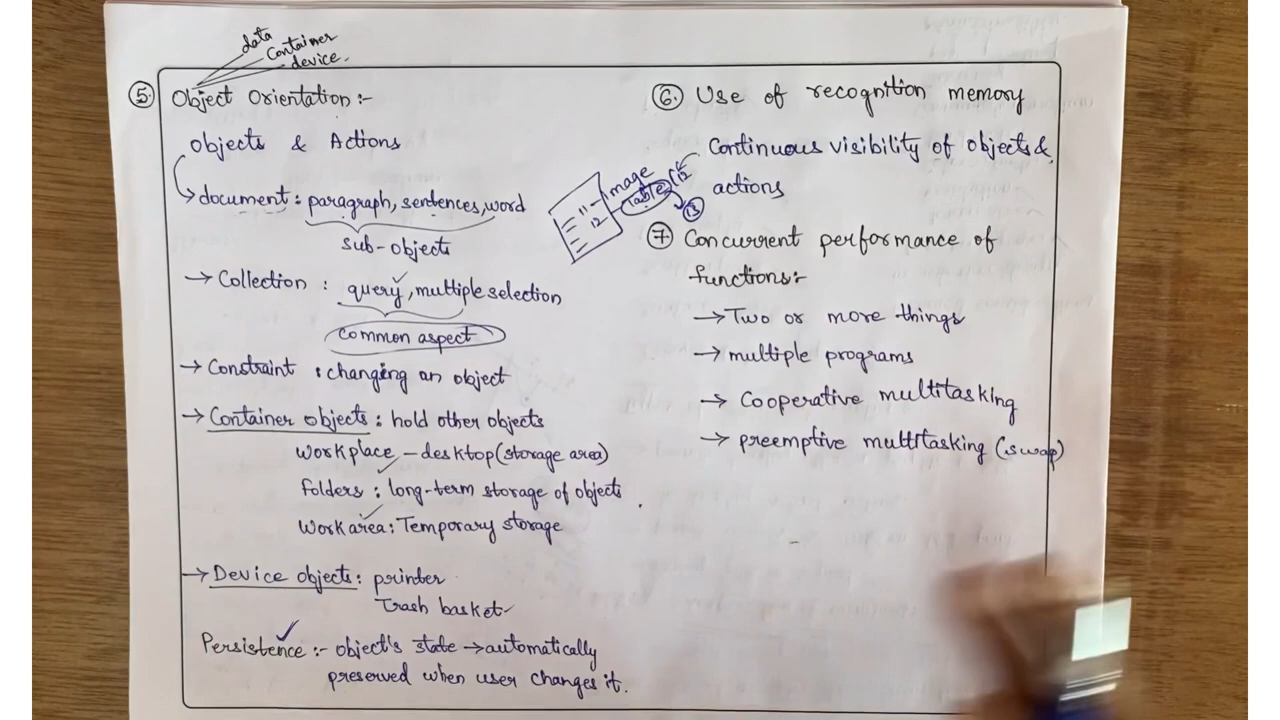 data
Container
device.
⑤ Object Orientation :-
Objects & Actions
→ document : paragraph, sentences, word
sub-objects
→ Collection : query, multiple selection
Common aspect
→ Constraint : changing an object
→ Container objects : hold other objects
Workplace - desktop (storage area)
Folders : long-term storage of objects
Work area : Temporary storage
→ Device objects : printer
Trash basket
Persistence :- object's state → automatically
preserved when user changes it.
⑥ Use of recognition memory
Continuous visibility of objects &
actions
Image
Table
11
12
12
⑬
⑦ Concurrent performance of
functions :-
→ Two or more things
→ multiple programs
→ Cooperative multitasking
→ preemptive multitasking (swap)